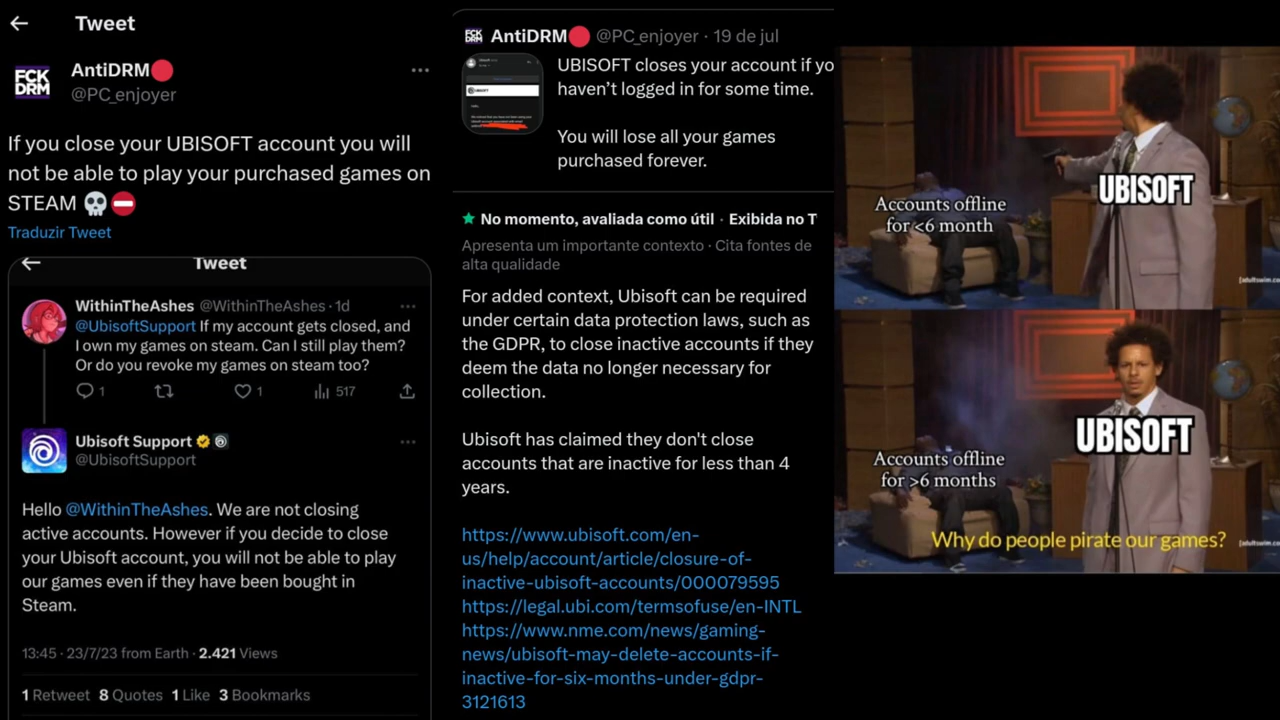 Tweet
FCK
DRM
AntiDRM
@PC_enjoyer
If you close your UBISOFT account you will
not be able to play your purchased games on
STEAM 💀⛔
Traduzir Tweet
Tweet
WithinTheAshes @WithinTheAshes · 1d
@UbisoftSupport If my account gets closed, and
I own my games on steam. Can I still play them?
Or do you revoke my games on steam too?
1 1 517
Ubisoft Support
@UbisoftSupport
Hello @WithinTheAshes. We are not closing
active accounts. However if you decide to close
your Ubisoft account, you will not be able to play
our games even if they have been bought in
Steam.
13:45 · 23/7/23 from Earth · 2.421 Views
1 Retweet 8 Quotes 1 Like 3 Bookmarks
FCK
DRM
AntiDRM🔴 @PC_enjoyer · 19 de jul
UBISOFT closes your account if yo
haven’t logged in for some time.
You will lose all your games
purchased forever.
No momento, avaliada como útil · Exibida no T
Apresenta um importante contexto · Cita fontes de
alta qualidade
For added context, Ubisoft can be required
under certain data protection laws, such as
the GDPR, to close inactive accounts if they
deem the data no longer necessary for
collection.
Ubisoft has claimed they don't close
accounts that are inactive for less than 4
years.
https://www.ubisoft.com/en-
us/help/account/article/closure-of-
inactive-ubisoft-accounts/000079595
https://legal.ubi.com/termsofuse/en-INTL
https://www.nme.com/news/gaming-
news/ubisoft-may-delete-accounts-if-
inactive-for-six-months-under-gdpr-
3121613
UBISOFT
Accounts offline
for <6 month
[adultswim.co
UBISOFT
Accounts offline
for >6 months
Why do people pirate our games?
[adultswim.co